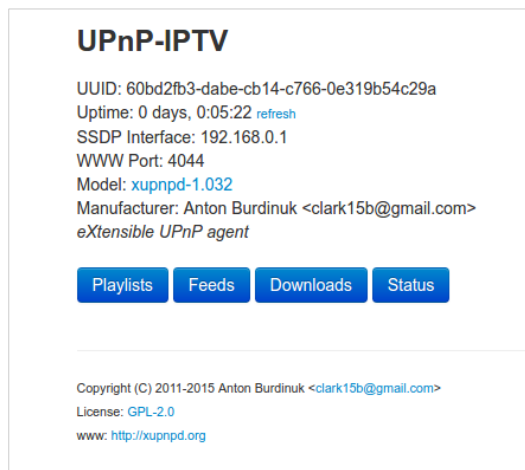 UPnP-IPTV
UUID: 60bd2fb3-dabe-cb14-c766-0e319b54c29a
Uptime: 0 days, 0:05:22 refresh
SSDP Interface: 192.168.0.1
WWW Port: 4044
Model: xupnpd-1.032
Manufacturer: Anton Burdinuk <clark15b@gmail.com>
eXtensible UPnP agent
Playlists Feeds Downloads Status
Copyright (C) 2011-2015 Anton Burdinuk <clark15b@gmail.com>
License: GPL-2.0
www: http://xupnpd.org